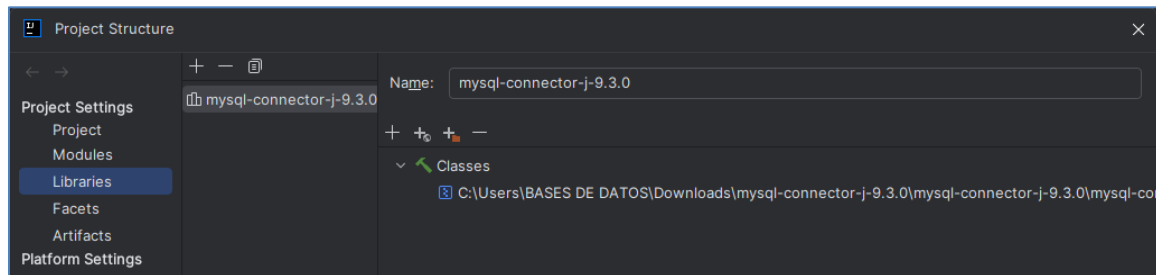 Project Structure
Project Settings
Project
Modules
Libraries
Facets
Artifacts
Platform Settings
mysql-connector-j-9.3.0
Name: mysql-connector-j-9.3.0
Classes
C:\Users\BASES DE DATOS\Downloads\mysql-connector-j-9.3.0\mysql-connector-j-9.3.0\mysql-co